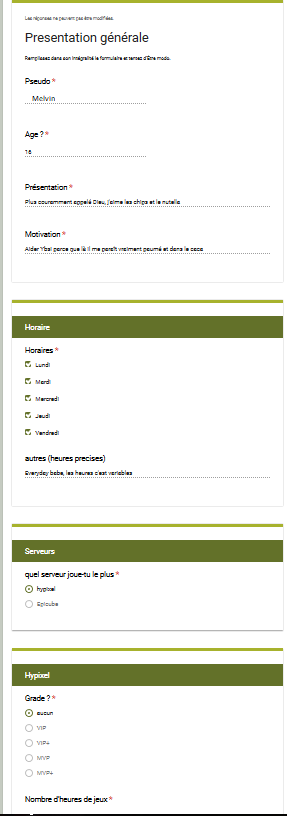 Les réponses ne peuvent pas être modifiées.
Presentation générale
Remplissez dans son intégralité le formulaire et tentez d'Être modo.
Pseudo *
Melvin
Age ? *
16
Présentation *
Plus couramment appelé Dieu, j'aime les chips et le nutella
Motivation *
Aider Ybsl parce que là il me paraît vraiment paumé et dans le caca
Horaire
Horaires *
Lundi
Mardi
Mercredi
Jeudi
Vendredi
autres (heures precises)
Everyday bebe, les heures c'est variables
Serveurs
quel serveur joue-tu le plus *
hypixel
Epicube
Hypixel
Grade ? *
aucun
VIP
VIP+
MVP
MVP+
Nombre d'heures de jeux *